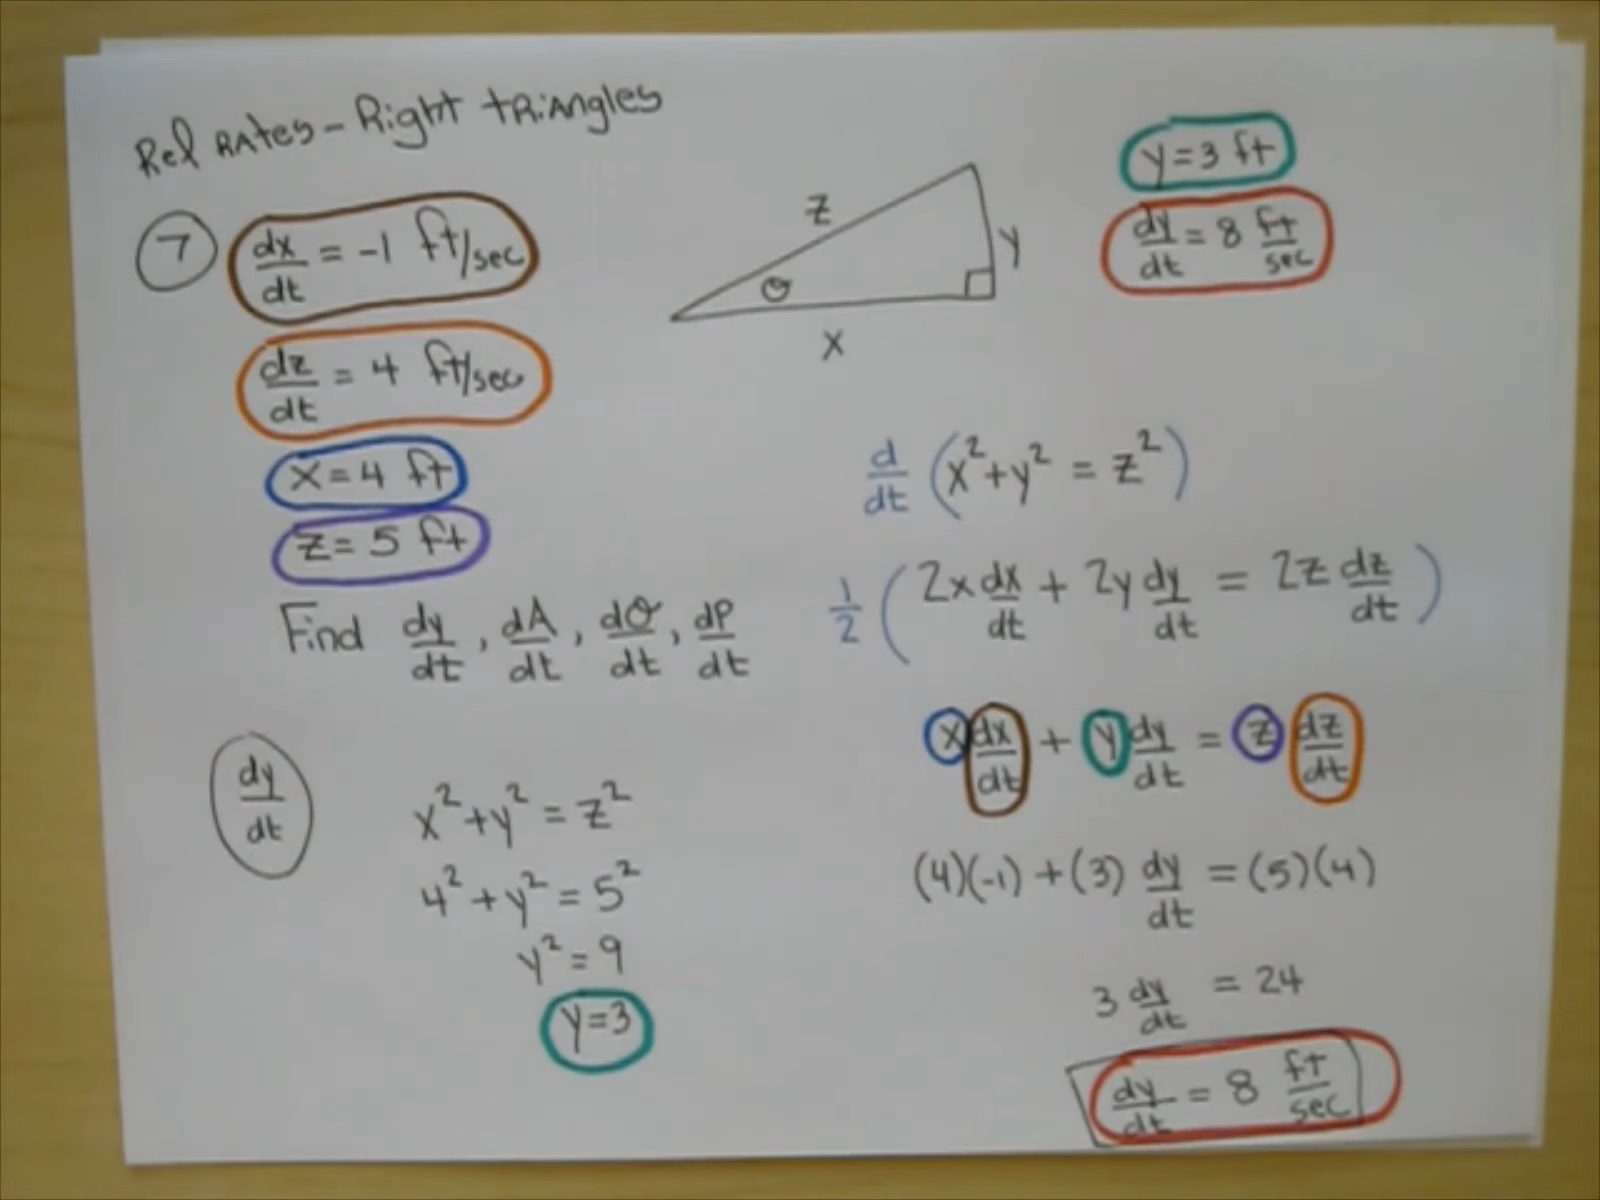 Rel Rates - Right Triangles
7
dx/dt = -1 ft/sec
dz/dt = 4 ft/sec
x = 4 ft
z = 5 ft
Find dy/dt, dA/dt, dθ/dt, dP/dt
z
θ
y
x
y = 3 ft
dy/dt = 8 ft/sec
dy/dt
x² + y² = z²
4² + y² = 5²
y² = 9
y = 3
d/dt (x² + y² = z²)
1/2 (2x dx/dt + 2y dy/dt = 2z dz/dt)
x dx/dt + y dy/dt = z dz/dt
(4)(-1) + (3) dy/dt = (5)(4)
3 dy/dt = 24
dy/dt = 8 ft/sec